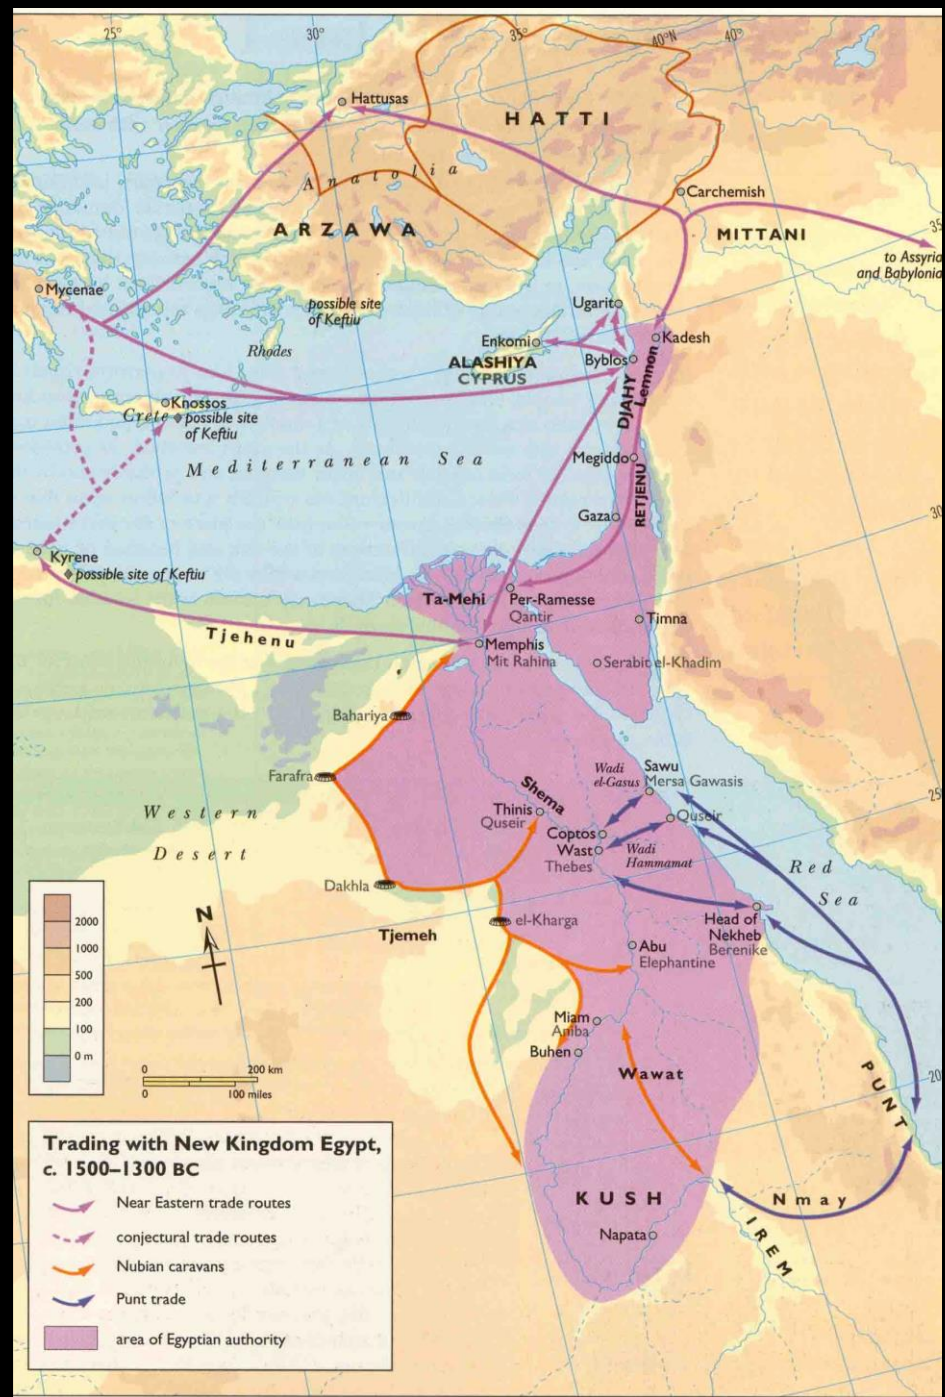 25°
30°
35°
40°N
40°
Hattusas
HATTI
Anatolia
Carchemish
ARZAWA
MITTANI
35
to Assyria
and Babylonia
Mycenae
possible site
of Keftiu
Ugarit
Enkomi
Kadesh
Rhodes
ALASHIYA
CYPRUS
Byblos
Lemnon
DJAHY
Knossos
Crete
possible site
of Keftiu
Mediterranean Sea
Megiddo
RETJENU
Gaza
30
Kyrene
possible site of Keftiu
Ta-Mehi
Per-Ramesse
Qantir
Timna
Tjehenu
Memphis
Mit Rahina
Serabit el-Khadim
Bahariya
Farafra
Wadi
el-Gasus
Sawu
Mersa Gawasis
Shema
25
Western
Desert
Thinis
Quseir
Quseir
Coptos
Wast
Thebes
Wadi
Hammamat
Red
Sea
Dakhla
el-Kharga
Head of
Nekheb
Berenike
Tjemeh
N
Abu
Elephantine
2000
1000
500
200
100
0 m
Miam
Aniba
Buhen
0
200 km
0
100 miles
Wawat
PUNT
20
KUSH
Nmay
IREM
Napata
Trading with New Kingdom Egypt,
c. 1500–1300 BC
Near Eastern trade routes
conjectural trade routes
Nubian caravans
Punt trade
area of Egyptian authority